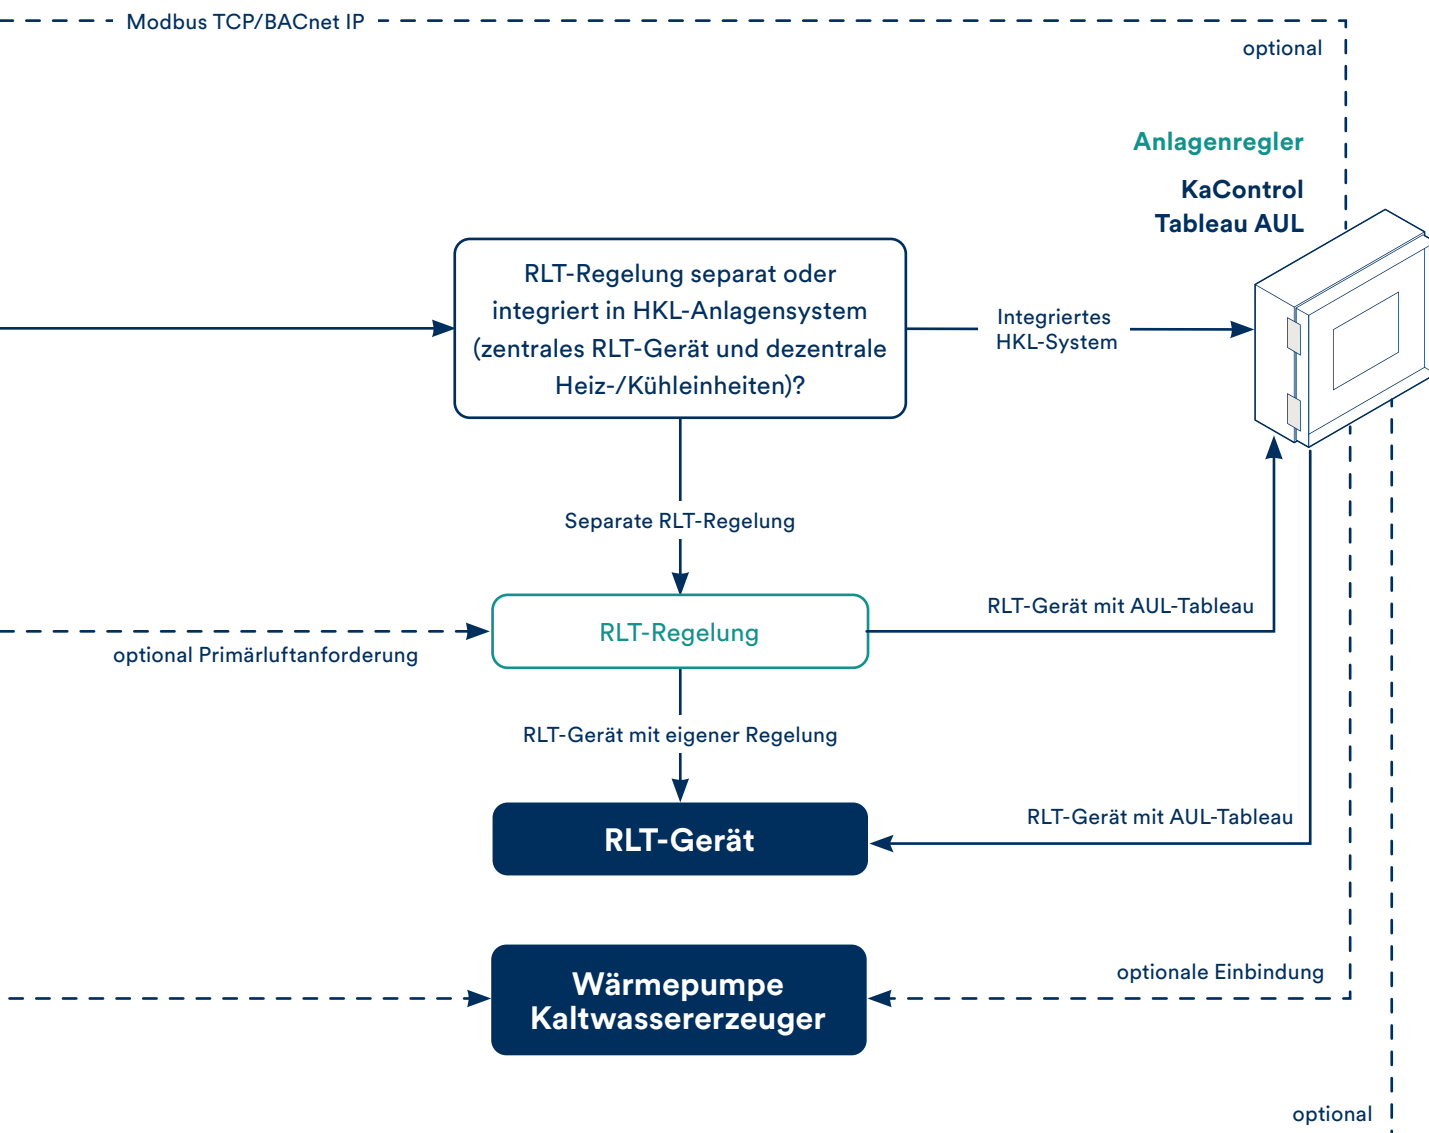 Modbus TCP/BACnet IP
optional
Anlagenregler
KaControl
Tableau AUL
RLT-Regelung separat oder
integriert in HKL-Anlagensystem
(zentrales RLT-Gerät und dezentrale
Heiz-/Kühleinheiten)?
Integriertes
HKL-System
Separate RLT-Regelung
RLT-Gerät mit AUL-Tableau
RLT-Regelung
optional Primärluftanforderung
RLT-Gerät mit eigener Regelung
RLT-Gerät mit AUL-Tableau
RLT-Gerät
optionale Einbindung
Wärmepumpe
Kaltwassererzeuger
optional